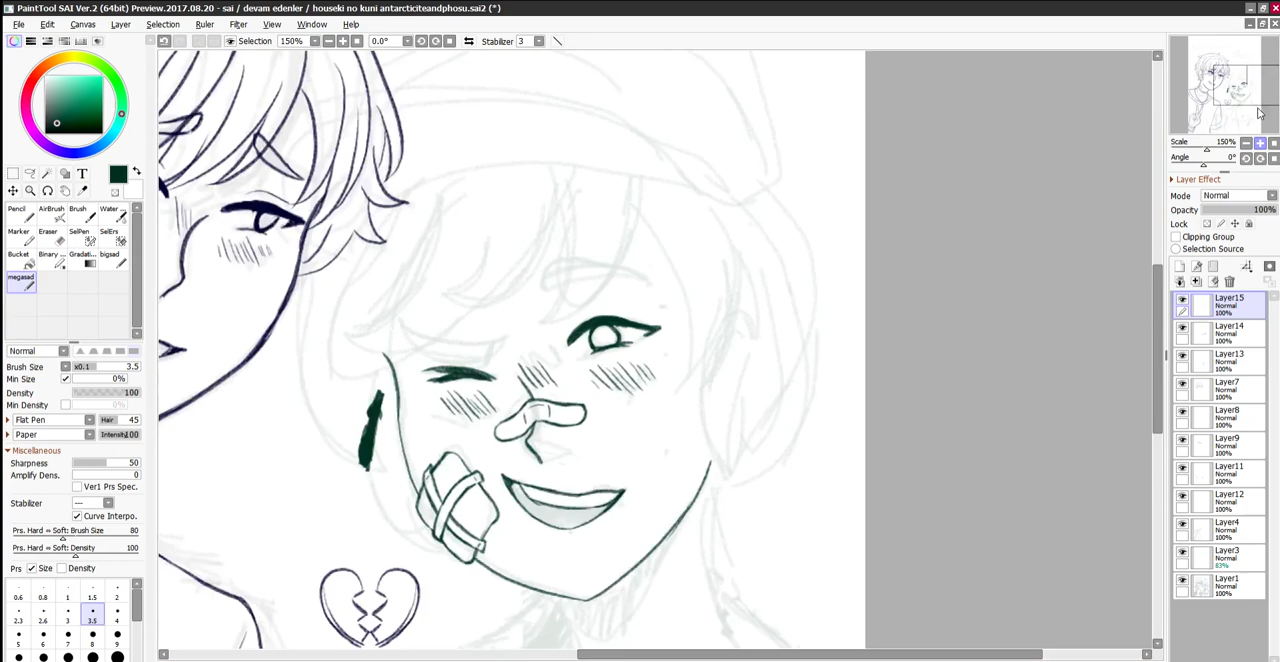 PaintTool SAI Ver.2 (64bit) Preview.2017.08.20 - sai / devam edenler / houseki no kuni antarcticiteandphosu.sai2 (*)
File Edit Canvas Layer Selection Ruler Filter View Window Help
Selection 150% 0.0° Stabilizer 3
Scale 150%
Angle 0°
Layer Effect
Mode Normal
Opacity 100%
Lock
Clipping Group
Selection Source
Pencil AirBrush Brush Water ...
Marker Eraser SelPen SelErs
Bucket Binary ... Gradati... bigsad
megasad
Normal
Brush Size x0.1 3.5
Min Size 0%
Density 100
Min Density 0%
Flat Pen Hair 45
Paper Intensity 100
Miscellaneous
Sharpness 50
Amplify Dens. 0
Ver1 Prs Spec.
Stabilizer ---
Curve Interpo.
Prs. Hard ⇔ Soft: Brush Size 80
Prs. Hard ⇔ Soft: Density 100
Prs Size Density
0.6 0.8 1 1.5 2
2.3 2.6 3 3.5 4
5 6 7 8 9
Layer15
Normal
100%
Layer14
Normal
100%
Layer13
Normal
100%
Layer7
Normal
100%
Layer8
Normal
100%
Layer9
Normal
100%
Layer11
Normal
100%
Layer12
Normal
100%
Layer4
Normal
100%
Layer3
Normal
83%
Layer1
Normal
100%